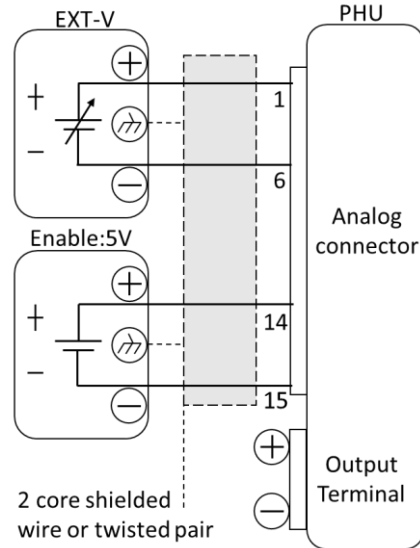 EXT-V
PHU
+
+
1
−
−
6
Analog
connector
Enable:5V
+
+
14
−
−
15
+
Output
Terminal
−
2 core shielded
wire or twisted pair